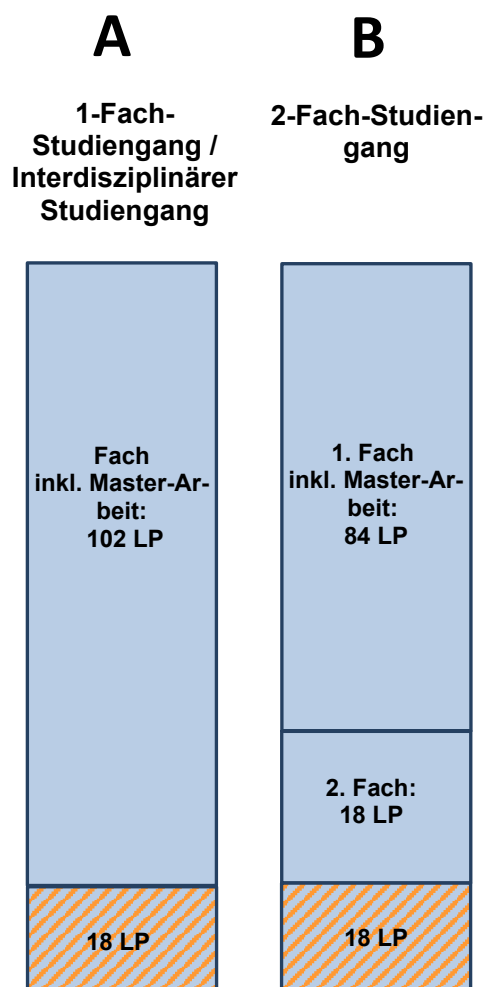 A
1-Fach-
Studiengang /
Interdisziplinärer
Studiengang
Fach
inkl. Master-Ar-
beit:
102 LP
18 LP
B
2-Fach-Studien-
gang
1. Fach
inkl. Master-Ar-
beit:
84 LP
2. Fach:
18 LP
18 LP